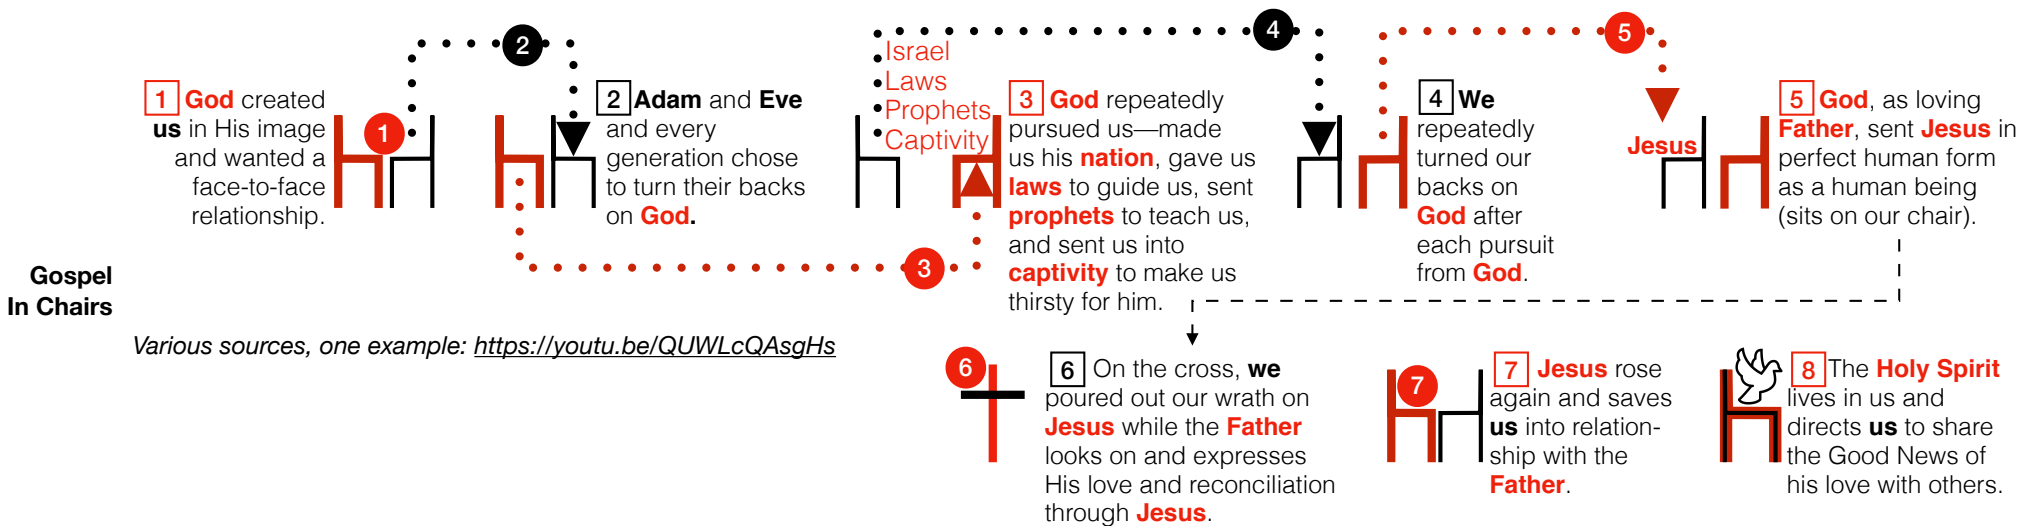 2
4
5
Israel
Laws
Prophets
Captivity
1 God created
us in His image
and wanted a
face-to-face
relationship.
1
2 Adam and Eve
and every
generation chose
to turn their backs
on God.
3 God repeatedly
pursued us—made
us his nation, gave us
laws to guide us, sent
prophets to teach us,
and sent us into
captivity to make us
thirsty for him.
3
4 We
repeatedly
turned our
backs on
God after
each pursuit
from God.
Jesus
5 God, as loving
Father, sent Jesus in
perfect human form
as a human being
(sits on our chair).
Gospel
In Chairs
Various sources, one example: https://youtu.be/QUWLcQAsgHs
6
6 On the cross, we
poured out our wrath on
Jesus while the Father
looks on and expresses
His love and reconciliation
through Jesus.
7
7 Jesus rose
again and saves
us into relation-
ship with the
Father.
8 The Holy Spirit
lives in us and
directs us to share
the Good News of
his love with others.